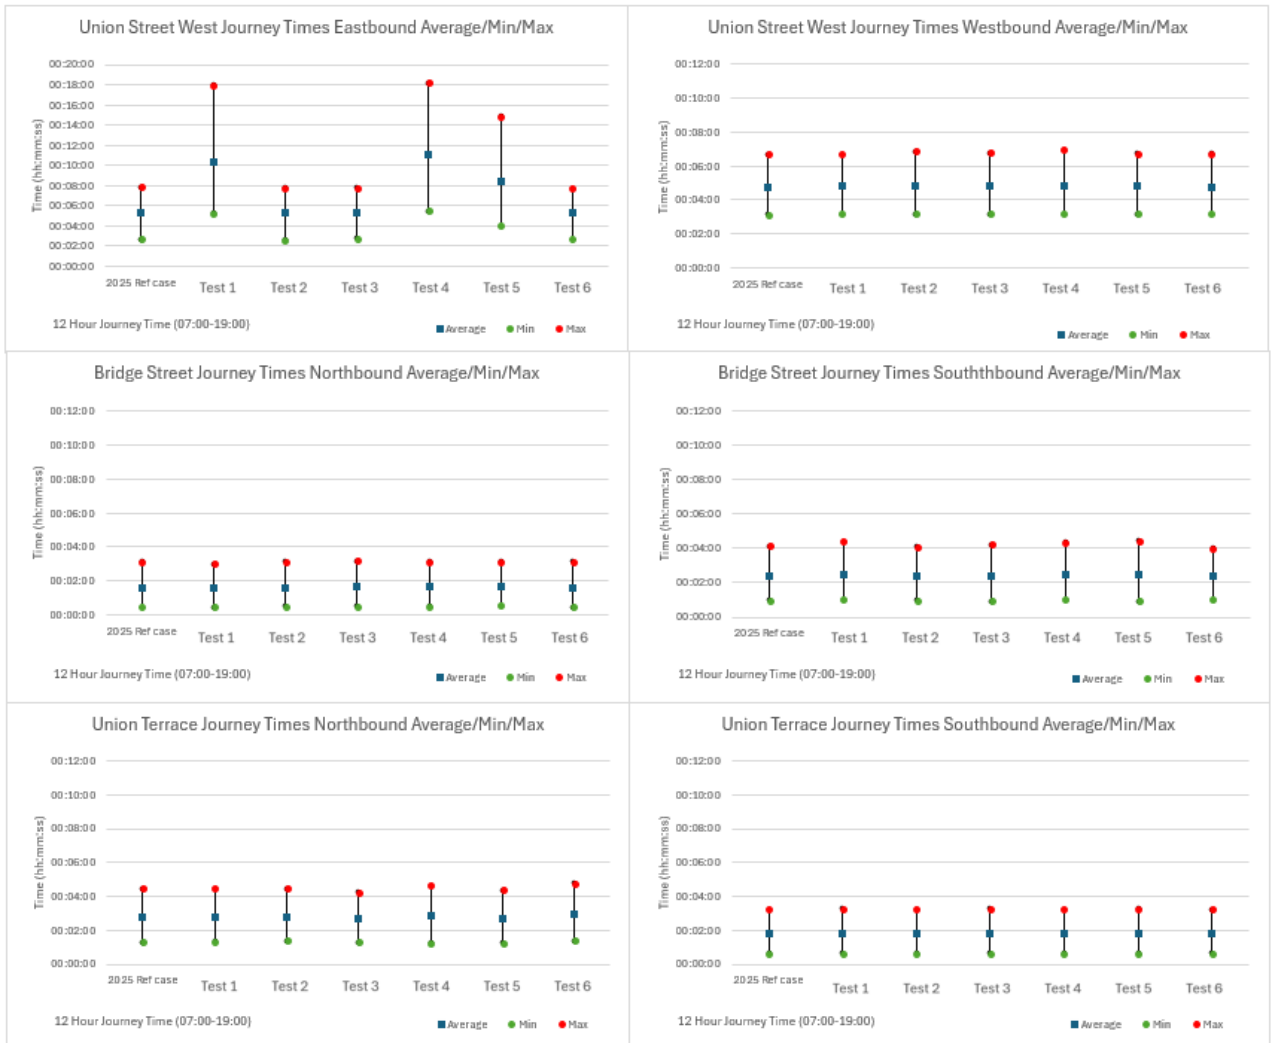 Union Street West Journey Times Eastbound Average/Min/Max
00:20:00
00:18:00
00:16:00
00:14:00
00:12:00
00:10:00
00:08:00
00:06:00
00:04:00
00:02:00
00:00:00
Time (hh:mm:ss)
2025 Ref case Test 1 Test 2 Test 3 Test 4 Test 5 Test 6
12 Hour Journey Time (07:00-19:00)
Average Min Max
Union Street West Journey Times Westbound Average/Min/Max
00:12:00
00:10:00
00:08:00
00:06:00
00:04:00
00:02:00
00:00:00
Time (hh:mm:ss)
2025 Ref case Test 1 Test 2 Test 3 Test 4 Test 5 Test 6
12 Hour Journey Time (07:00-19:00)
Average Min Max
Bridge Street Journey Times Northbound Average/Min/Max
00:12:00
00:10:00
00:08:00
00:06:00
00:04:00
00:02:00
00:00:00
Time (hh:mm:ss)
2025 Ref case Test 1 Test 2 Test 3 Test 4 Test 5 Test 6
12 Hour Journey Time (07:00-19:00)
Average Min Max
Bridge Street Journey Times Souththbound Average/Min/Max
00:12:00
00:10:00
00:08:00
00:06:00
00:04:00
00:02:00
00:00:00
Time (hh:mm:ss)
2025 Ref case Test 1 Test 2 Test 3 Test 4 Test 5 Test 6
12 Hour Journey Time (07:00-19:00)
Average Min Max
Union Terrace Journey Times Northbound Average/Min/Max
00:12:00
00:10:00
00:08:00
00:06:00
00:04:00
00:02:00
00:00:00
Time (hh:mm:ss)
2025 Ref case Test 1 Test 2 Test 3 Test 4 Test 5 Test 6
12 Hour Journey Time (07:00-19:00)
Average Min Max
Union Terrace Journey Times Southbound Average/Min/Max
00:12:00
00:10:00
00:08:00
00:06:00
00:04:00
00:02:00
00:00:00
Time (hh:mm:ss)
2025 Ref case Test 1 Test 2 Test 3 Test 4 Test 5 Test 6
12 Hour Journey Time (07:00-19:00)
Average Min Max